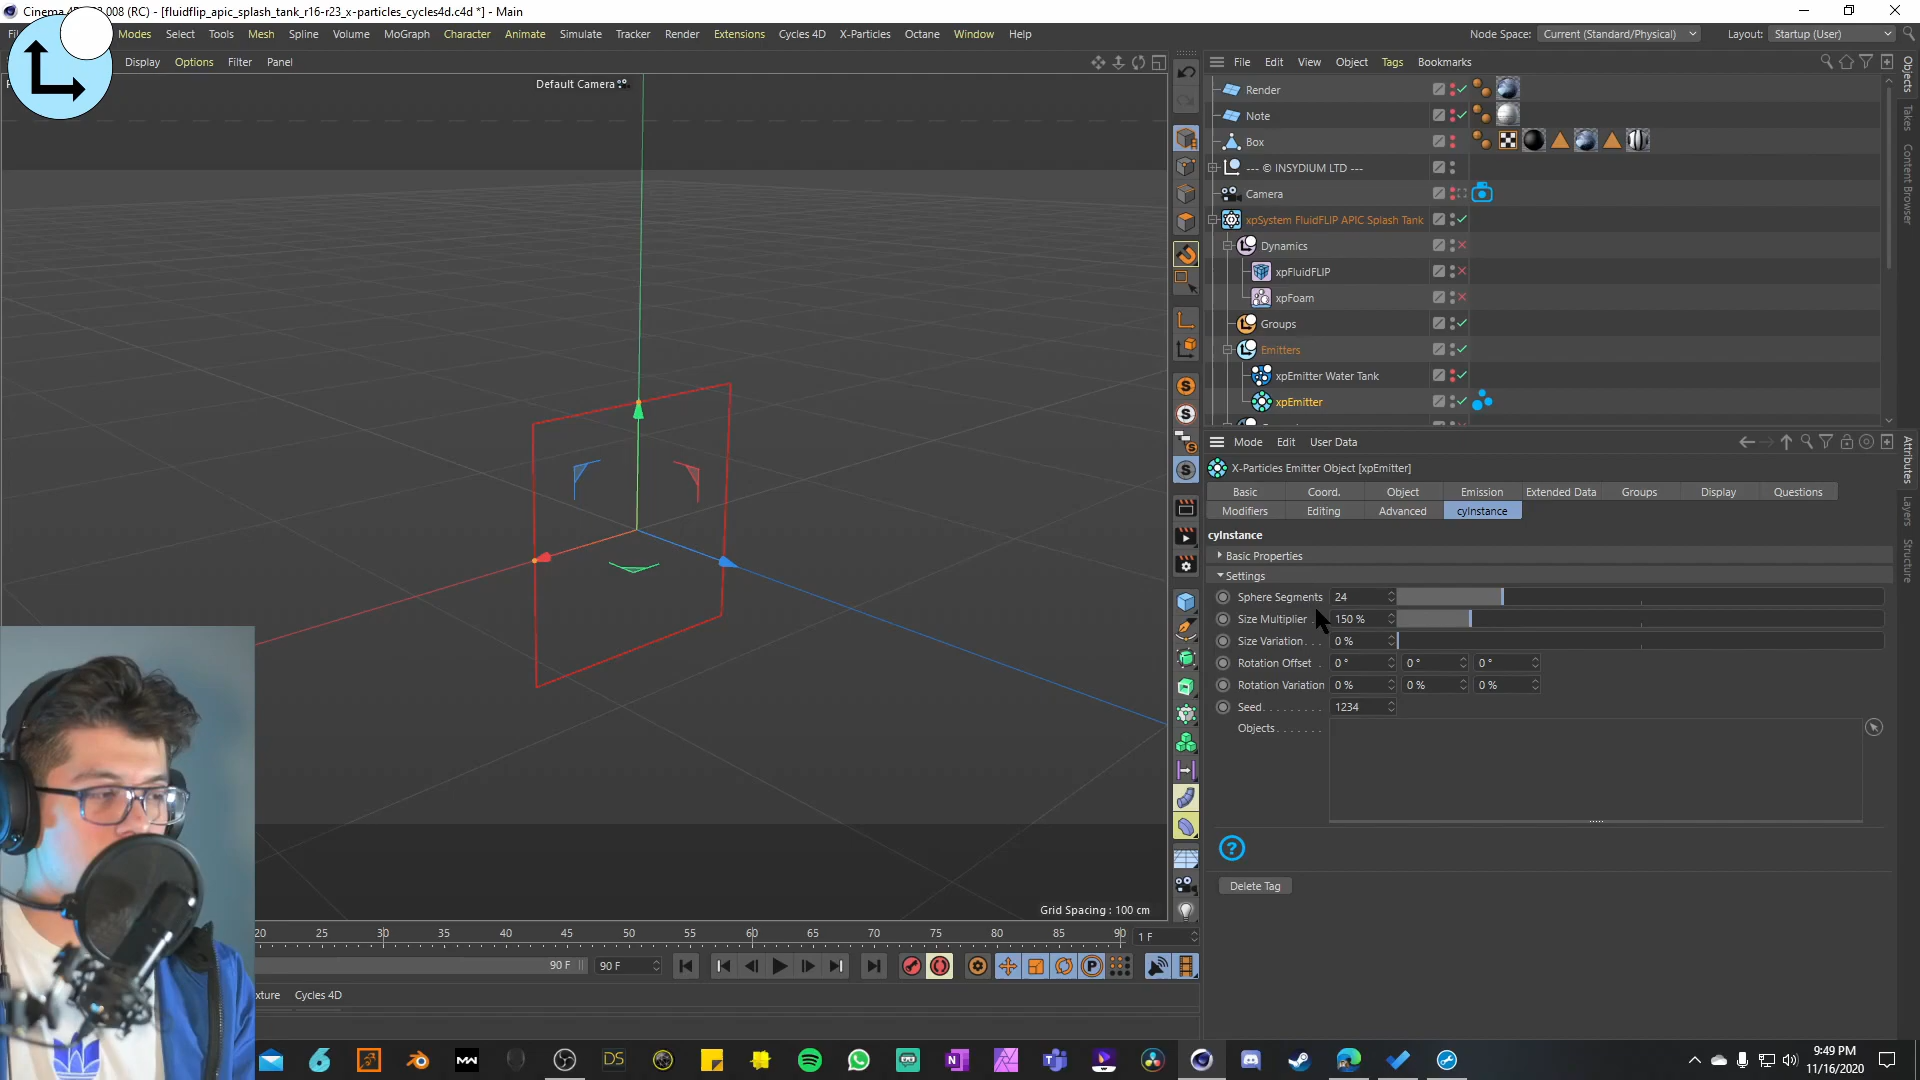 008 (RC) - [fluidflip_apic_splash_tank_r16-r23_x-particles_cycles4d.c4d *] - Main
Modes Select Tools Mesh Spline Volume MoGraph Character Animate Simulate Tracker Render Extensions Cycles 4D X-Particles Octane Window Help
Node Space: Current (Standard/Physical) Layout: Startup (User)
Display Options Filter Panel
File Edit View Object Tags Bookmarks
Default Camera
Render
Note
Box
--- © INSYDIUM LTD ---
Camera
xpSystem FluidFLIP APIC Splash Tank
Dynamics
xpFluidFLIP
xpFoam
Groups
Emitters
xpEmitter Water Tank
xpEmitter
Objects
Takes
Content Browser
Mode Edit User Data
X-Particles Emitter Object [xpEmitter]
Basic Coord. Object Emission Extended Data Groups Display Questions
Modifiers Editing Advanced cyInstance
cyInstance
Basic Properties
Settings
Sphere Segments 24
Size Multiplier . 150 %
Size Variation . . . 0 %
Rotation Offset . 0 ° 0 ° 0 °
Rotation Variation 0 % 0 % 0 %
Seed. . . . . . . . . 1234
Objects . . . . . . .
Delete Tag
Attributes
Layers
Structure
Grid Spacing : 100 cm
20 25 30 35 40 45 50 55 60 65 70 75 80 85 90 1 F
90 F 90 F
xture Cycles 4D
9:49 PM
11/16/2020